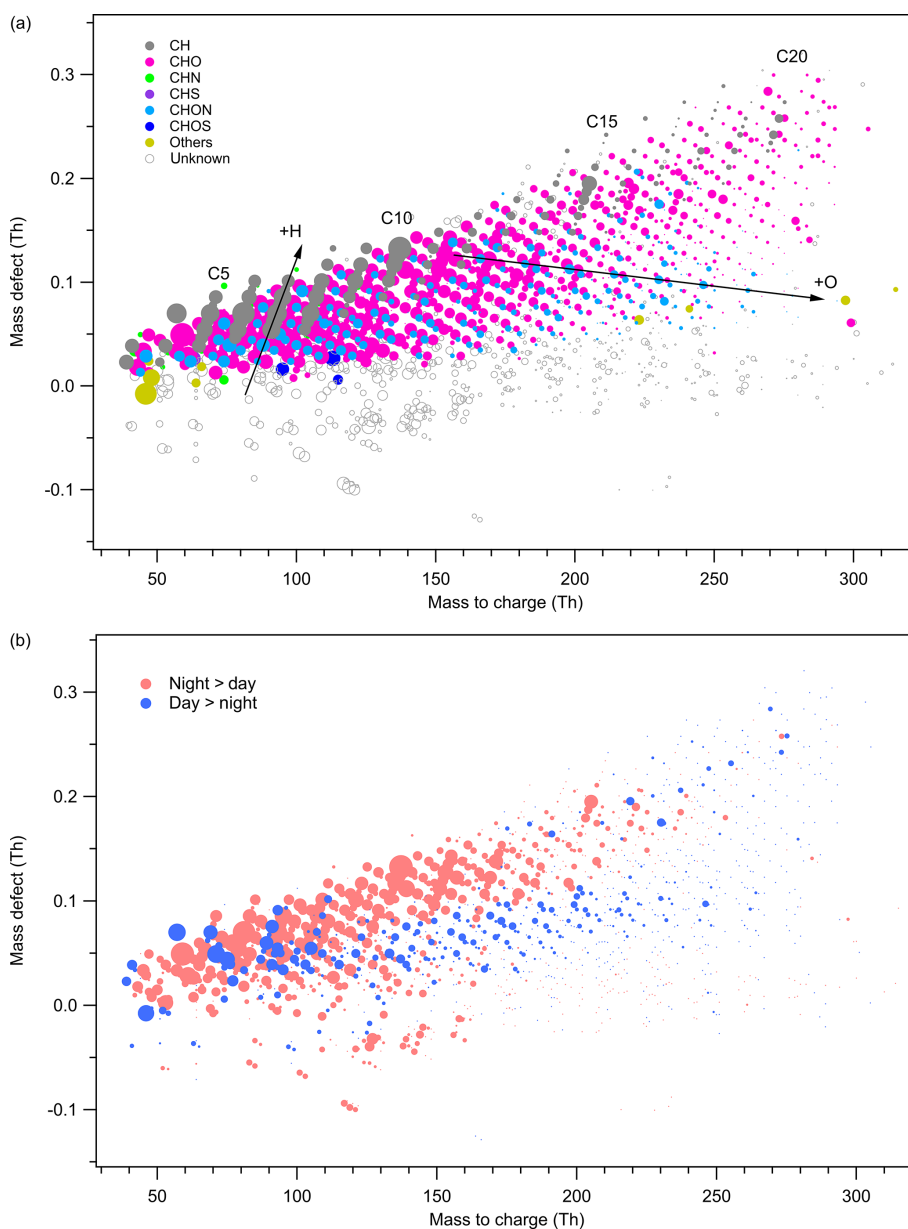 (a)
CH
CHO
CHN
CHS
CHON
CHOS
Others
Unknown
C5
+H
C10
C15
C20
+O
0.3
0.2
0.1
0.0
-0.1
Mass defect (Th)
50 100 150 200 250 300
Mass to charge (Th)
(b)
Night > day
Day > night
0.3
0.2
0.1
0.0
-0.1
Mass defect (Th)
50 100 150 200 250 300
Mass to charge (Th)